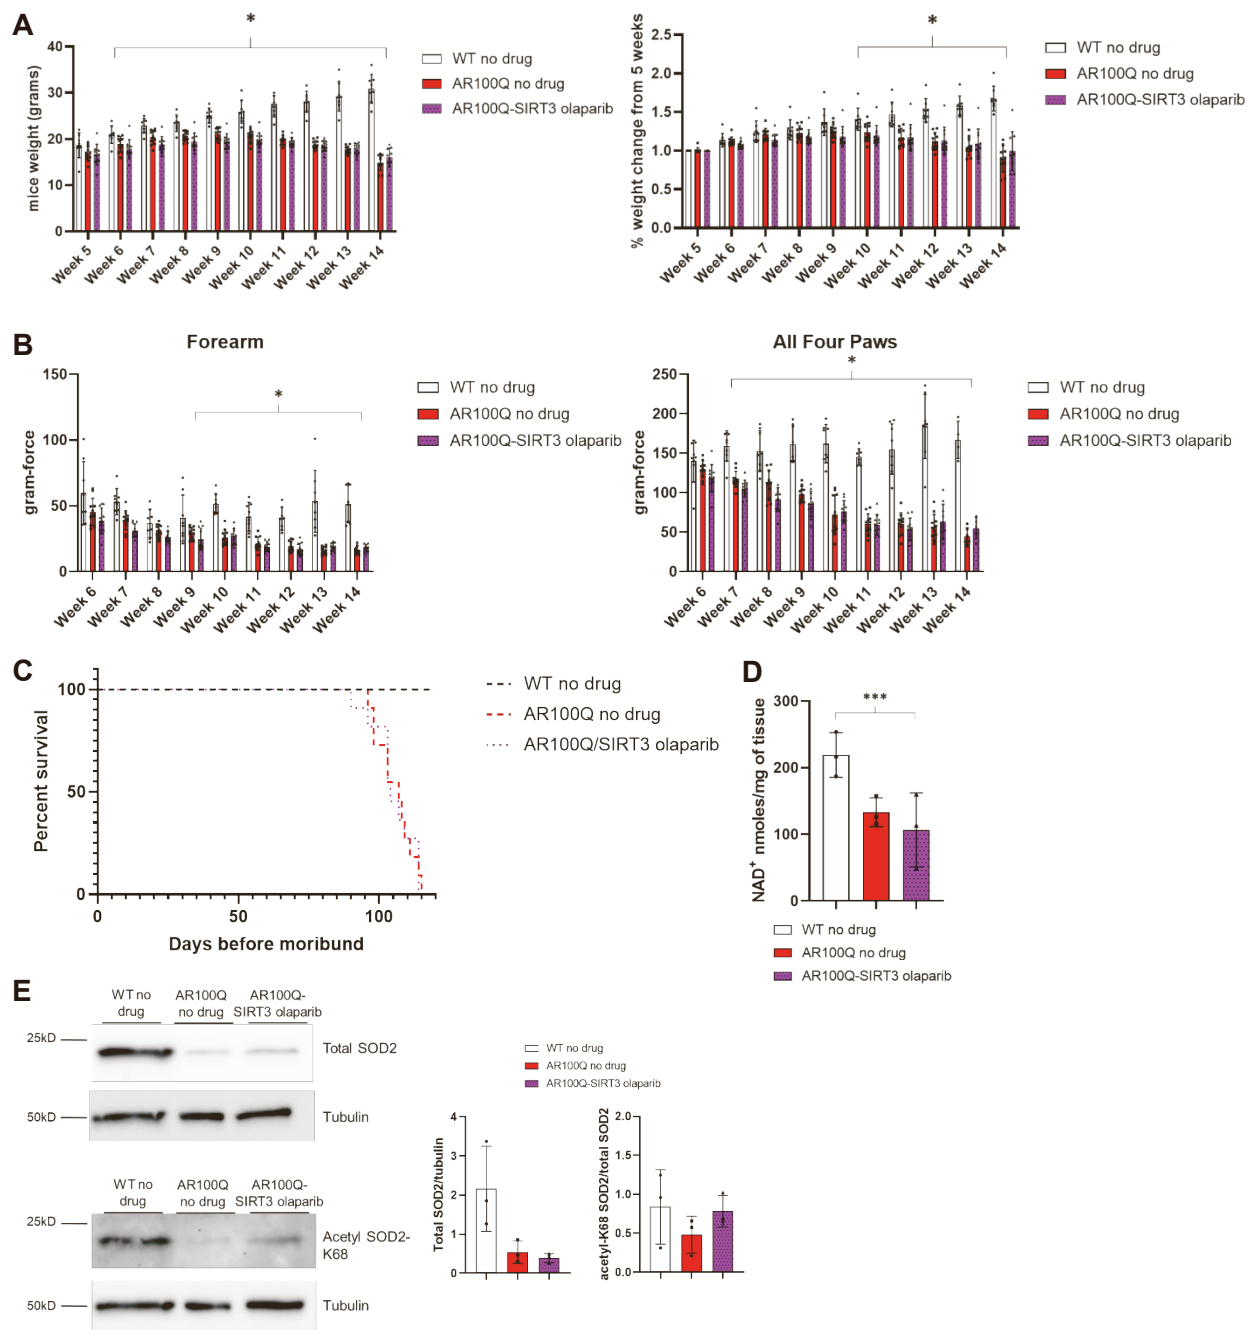 A
*
mice weight (grams)
40
30
20
10
0
Week 5
Week 6
Week 7
Week 8
Week 9
Week 10
Week 11
Week 12
Week 13
Week 14
WT no drug
AR100Q no drug
AR100Q-SIRT3 olaparib
*
% weight change from 5 weeks
2.5
2.0
1.5
1.0
0.5
0.0
Week 5
Week 6
Week 7
Week 8
Week 9
Week 10
Week 11
Week 12
Week 13
Week 14
WT no drug
AR100Q no drug
AR100Q-SIRT3 olaparib
B
Forearm
*
gram-force
150
100
50
0
Week 6
Week 7
Week 8
Week 9
Week 10
Week 11
Week 12
Week 13
Week 14
WT no drug
AR100Q no drug
AR100Q-SIRT3 olaparib
All Four Paws
*
gram-force
250
200
150
100
50
0
Week 6
Week 7
Week 8
Week 9
Week 10
Week 11
Week 12
Week 13
Week 14
WT no drug
AR100Q no drug
AR100Q-SIRT3 olaparib
C
Percent survival
100
50
0
0
50
100
Days before moribund
WT no drug
AR100Q no drug
AR100Q/SIRT3 olaparib
D
***
NAD⁺ nmoles/mg of tissue
300
200
100
0
WT no drug
AR100Q no drug
AR100Q-SIRT3 olaparib
E
WT no
drug
AR100Q
no drug
AR100Q-
SIRT3 olaparib
25kD
Total SOD2
50kD
Tubulin
WT no
drug
AR100Q
no drug
AR100Q-
SIRT3 olaparib
25kD
Acetyl SOD2-
K68
50kD
Tubulin
WT no drug
AR100Q no drug
AR100Q-SIRT3 olaparib
Total SOD2/tubulin
4
3
2
1
0
acetyl-K68 SOD2/total SOD2
2.0
1.5
1.0
0.5
0.0